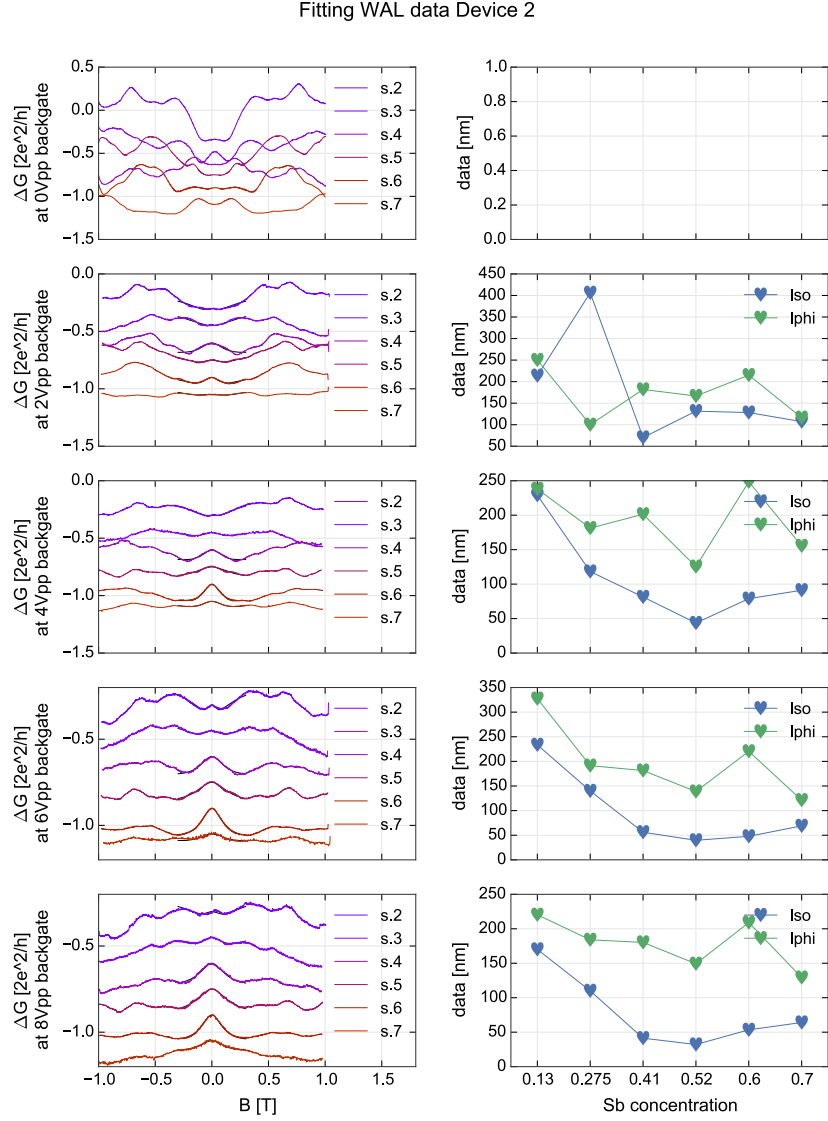 Fitting WAL data Device 2
ΔG [2e^2/h]
at 0Vpp backgate
0.5
0.0
−0.5
−1.0
−1.5
s.2
s.3
s.4
s.5
s.6
s.7
data [nm]
1.0
0.8
0.6
0.4
0.2
0.0
ΔG [2e^2/h]
at 2Vpp backgate
0.0
−0.5
−1.0
−1.5
s.2
s.3
s.4
s.5
s.6
s.7
data [nm]
450
400
350
300
250
200
150
100
50
lso
lphi
ΔG [2e^2/h]
at 4Vpp backgate
0.0
−0.5
−1.0
−1.5
s.2
s.3
s.4
s.5
s.6
s.7
data [nm]
250
200
150
100
50
0
lso
lphi
ΔG [2e^2/h]
at 6Vpp backgate
−0.5
−1.0
s.2
s.3
s.4
s.5
s.6
s.7
data [nm]
350
300
250
200
150
100
50
0
lso
lphi
ΔG [2e^2/h]
at 8Vpp backgate
−0.5
−1.0
s.2
s.3
s.4
s.5
s.6
s.7
−1.0 −0.5 0.0 0.5 1.0 1.5
B [T]
data [nm]
250
200
150
100
50
0
lso
lphi
0.13 0.275 0.41 0.52 0.6 0.7
Sb concentration